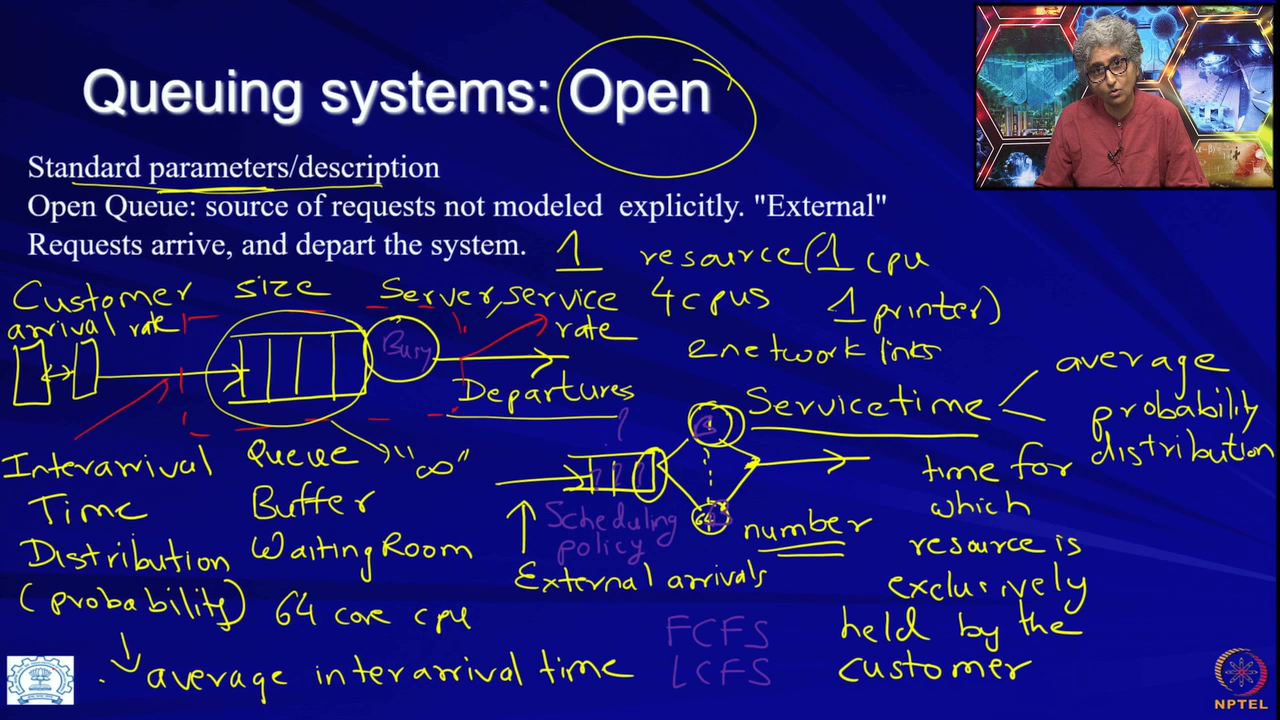 Queuing systems: Open
Standard parameters/description
Open Queue: source of requests not modeled explicitly. "External"
Requests arrive, and depart the system.
1 resource (1 cpu
4 cpus 1 printer)
2 network links
Customer
arrival rate
size
Server, service
rate
Busy
Departures
Service time
average
probability
distribution
time for
which
resource is
exclusively
held by the
customer
Interarrival
Time
Distribution
(probability)
average interarrival time
Queue "∞"
Buffer
Waiting Room
64 core cpu
Scheduling
policy
number
External arrivals
FCFS
LCFS
NPTEL